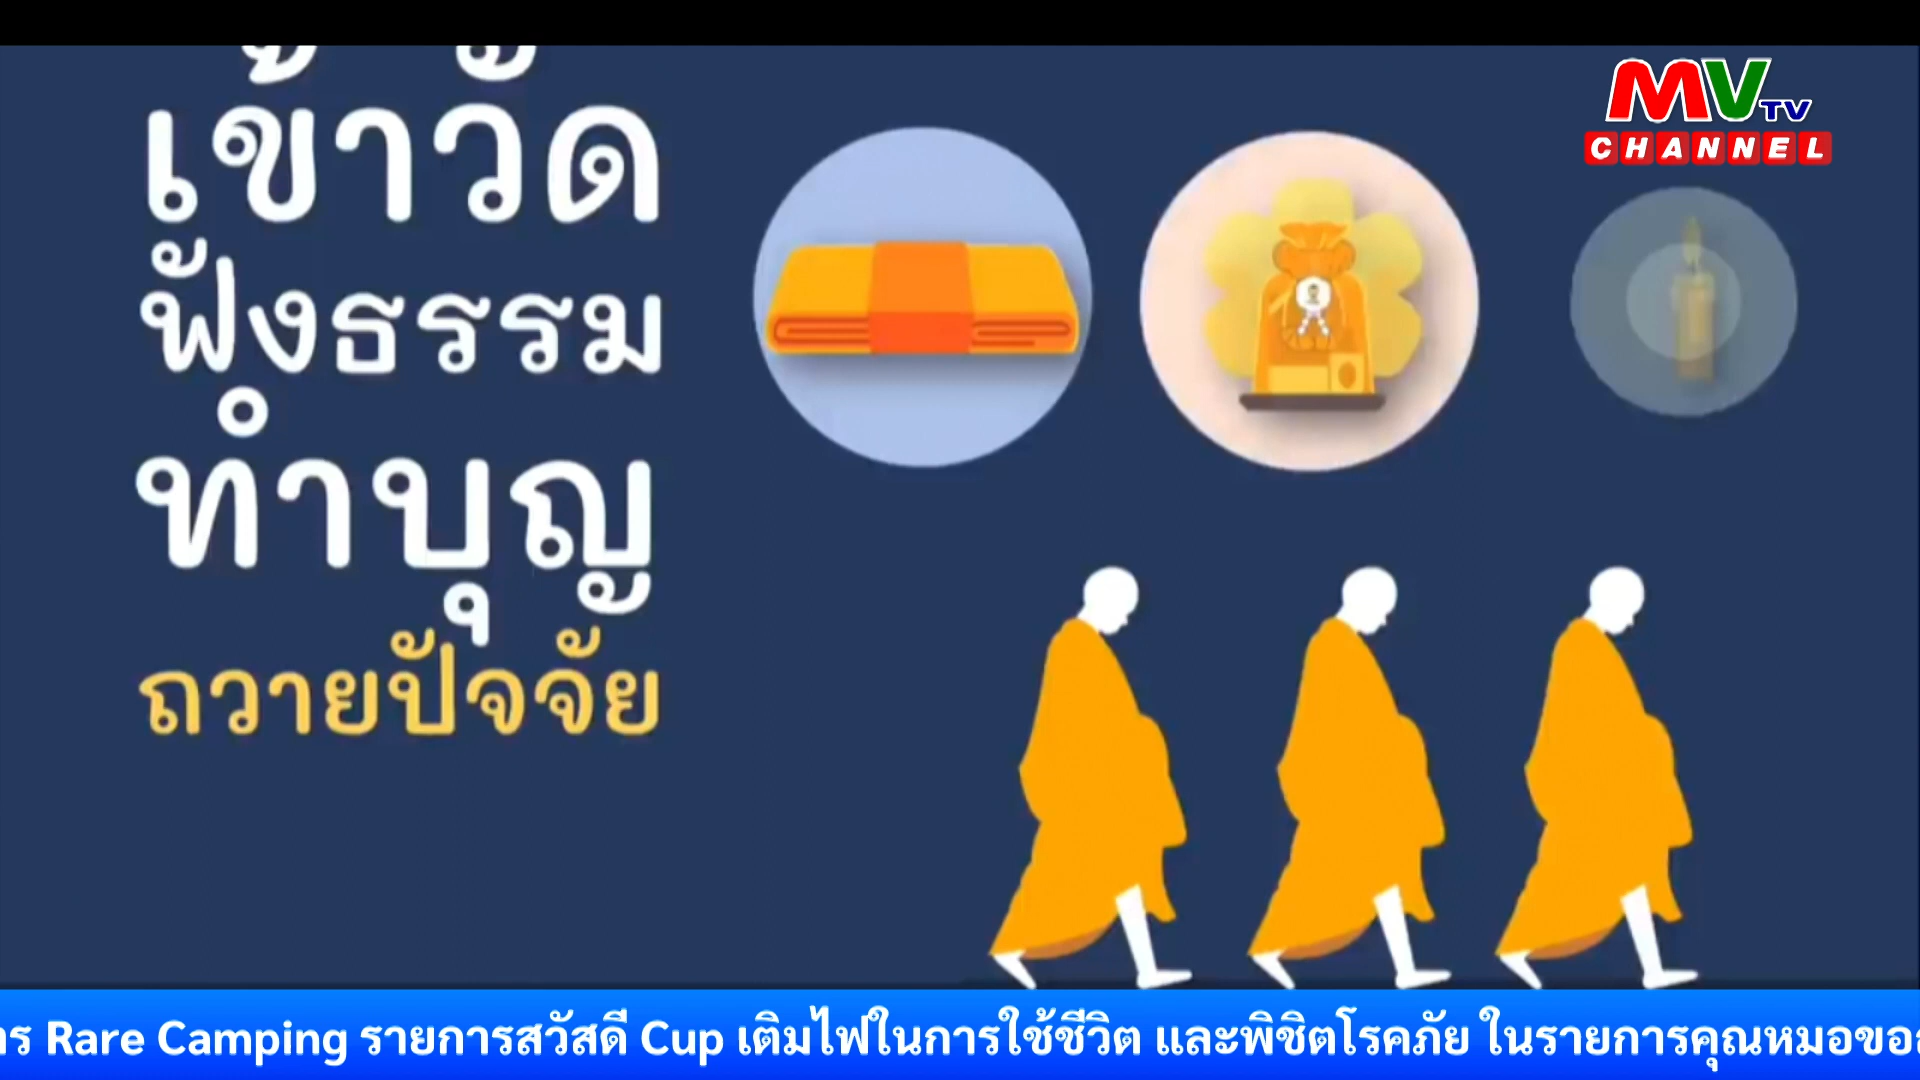 MVTV
CHANNEL
เข้าวัด
ฟังธรรม
ทำบุญ
ถวายปัจจัย
Rare Camping รายการสวัสดี Cup เติมไฟในการใช้ชีวิต และพิชิตโรคภัย ในรายการคุณหมอขอ